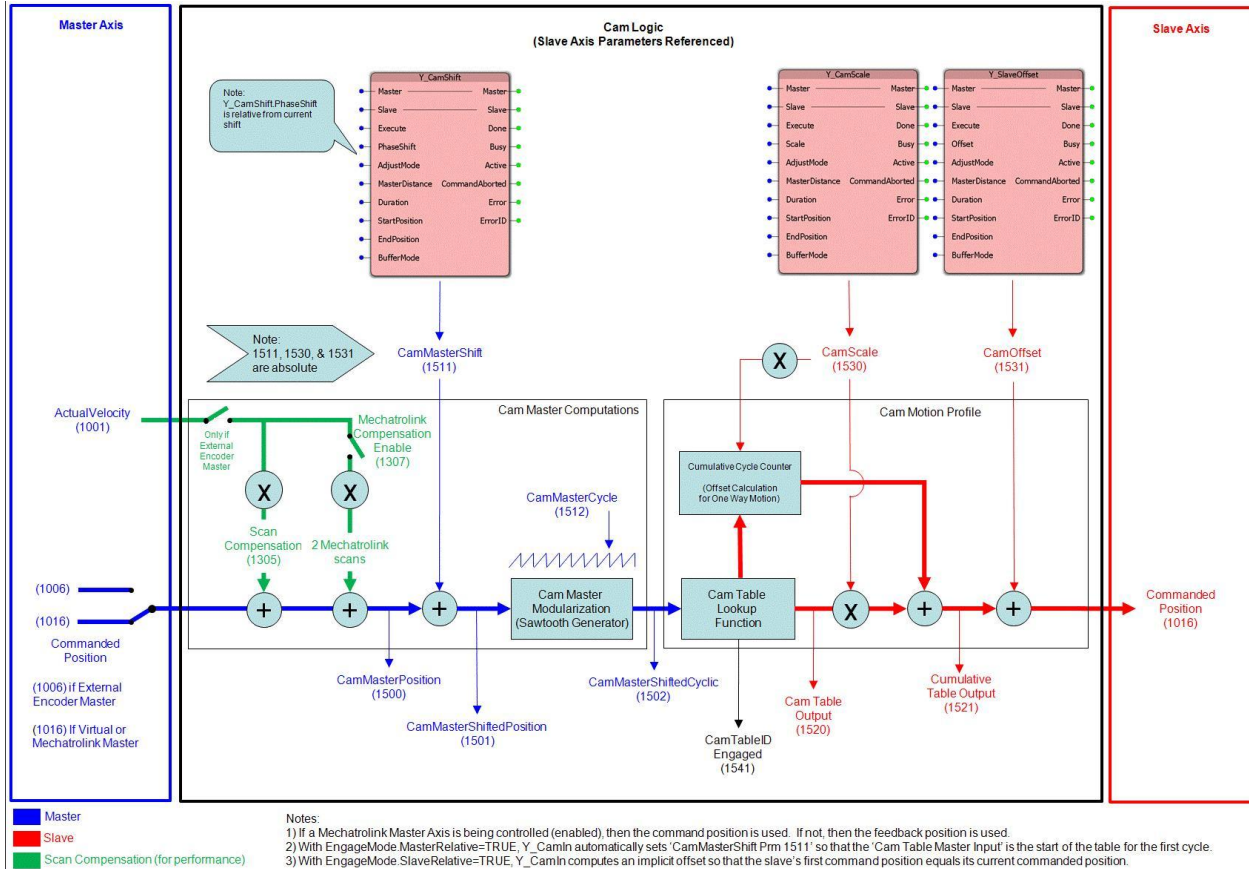 Master Axis
Cam Logic
(Slave Axis Parameters Referenced)
Slave Axis
Note:
Y_CamShift.PhaseShift
is relative from current
shift
Y_CamShift
Master Master
Slave Slave
Execute Done
PhaseShift Busy
AdjustMode Active
MasterDistance CommandAborted
Duration Error
StartPosition ErrorID
EndPosition
BufferMode
Y_CamScale
Master Master
Slave Slave
Execute Done
Scale Busy
AdjustMode Active
MasterDistance CommandAborted
Duration Error
StartPosition ErrorID
EndPosition
BufferMode
Y_SlaveOffset
Master Master
Slave Slave
Execute Done
Offset Busy
AdjustMode Active
MasterDistance CommandAborted
Duration Error
StartPosition ErrorID
EndPosition
BufferMode
Note:
1511, 1530, & 1531
are absolute
CamMasterShift
(1511)
X
CamScale
(1530)
CamOffset
(1531)
ActualVelocity
(1001)
Only if
External
Encoder
Master
Mechatrolink
Compensation
Enable
(1307)
Cam Master Computations
Cam Motion Profile
X
X
Scan
Compensation
(1305)
2 Mechatrolink
scans
CamMasterCycle
(1512)
Cumulative Cycle Counter
(Offset Calculation
for One Way Motion)
(1006)
(1016)
Commanded
Position
+
+
+
Cam Master
Modularization
(Sawtooth Generator)
Cam Table
Lookup
Function
X
+
+
Commanded
Position
(1016)
(1006) if External
Encoder Master
(1016) If Virtual or
Mechatrolink Master
CamMasterPosition
(1500)
CamMasterShiftedPosition
(1501)
CamMasterShiftedCyclic
(1502)
CamTableID
Engaged
(1541)
Cam Table
Output
(1520)
Cumulative
Table Output
(1521)
Master
Slave
Scan Compensation (for performance)
Notes:
1) If a Mechatrolink Master Axis is being controlled (enabled), then the command position is used. If not, then the feedback position is used.
2) With EngageMode.MasterRelative=TRUE, Y_CamIn automatically sets 'CamMasterShift Prm 1511' so that the 'Cam Table Master Input' is the start of the table for the first cycle.
3) With EngageMode.SlaveRelative=TRUE, Y_CamIn computes an implicit offset so that the slave's first command position equals its current commanded position.